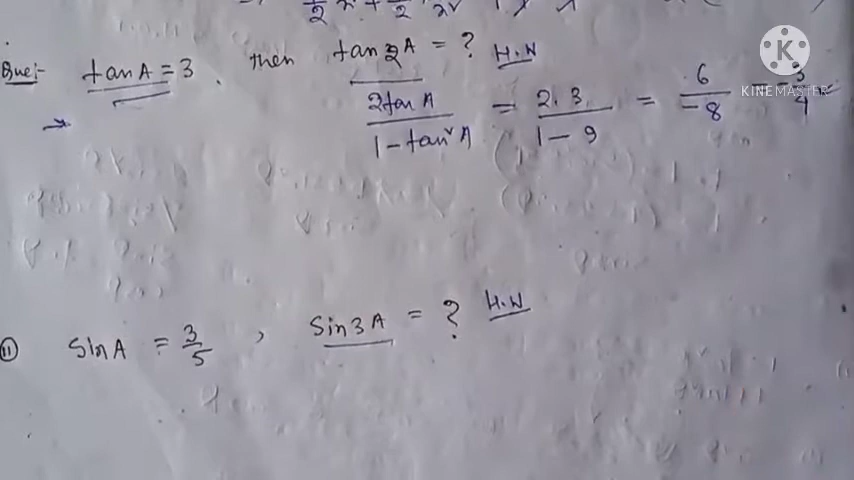 Que:- tan A = 3 , then tan 2A = ? H.W
→ 2tan A / 1 - tan² A = 2.3 / 1 - 9 = 6 / -8 = - 3 / 4
KINEMASTER
(11) Sin A = 3/5 , Sin 3A = ? H.W